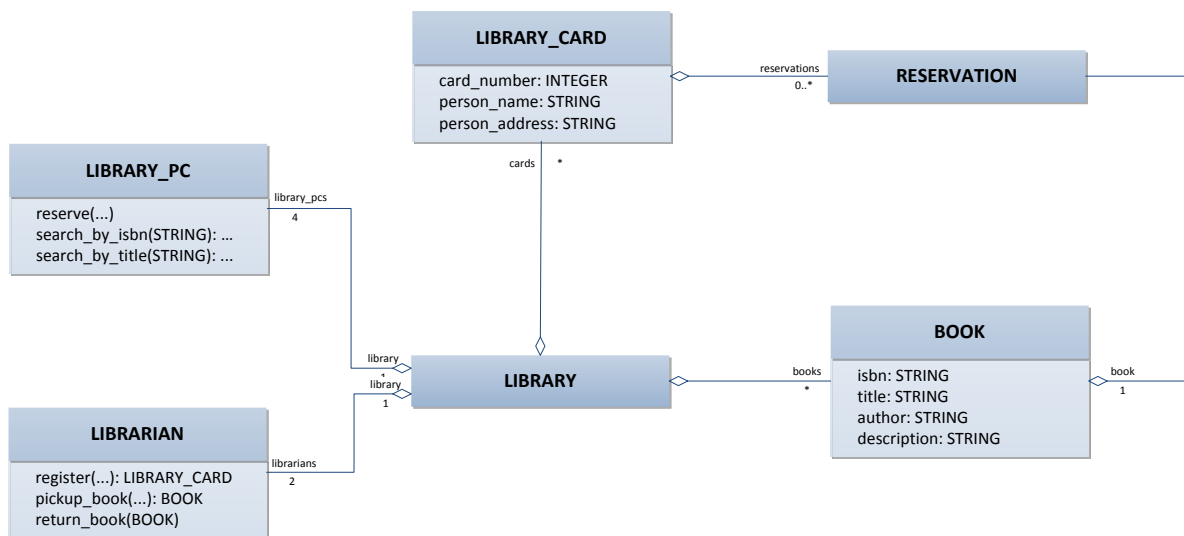 LIBRARY_CARD
card_number: INTEGER
person_name: STRING
person_address: STRING
reservations
0..*
RESERVATION
cards *
LIBRARY_PC
reserve(...)
search_by_isbn(STRING): ...
search_by_title(STRING): ...
library_pcs
4
library
1
library
1
LIBRARY
books
*
BOOK
isbn: STRING
title: STRING
author: STRING
description: STRING
book
1
LIBRARIAN
register(...): LIBRARY_CARD
pickup_book(...): BOOK
return_book(BOOK)
librarians
2